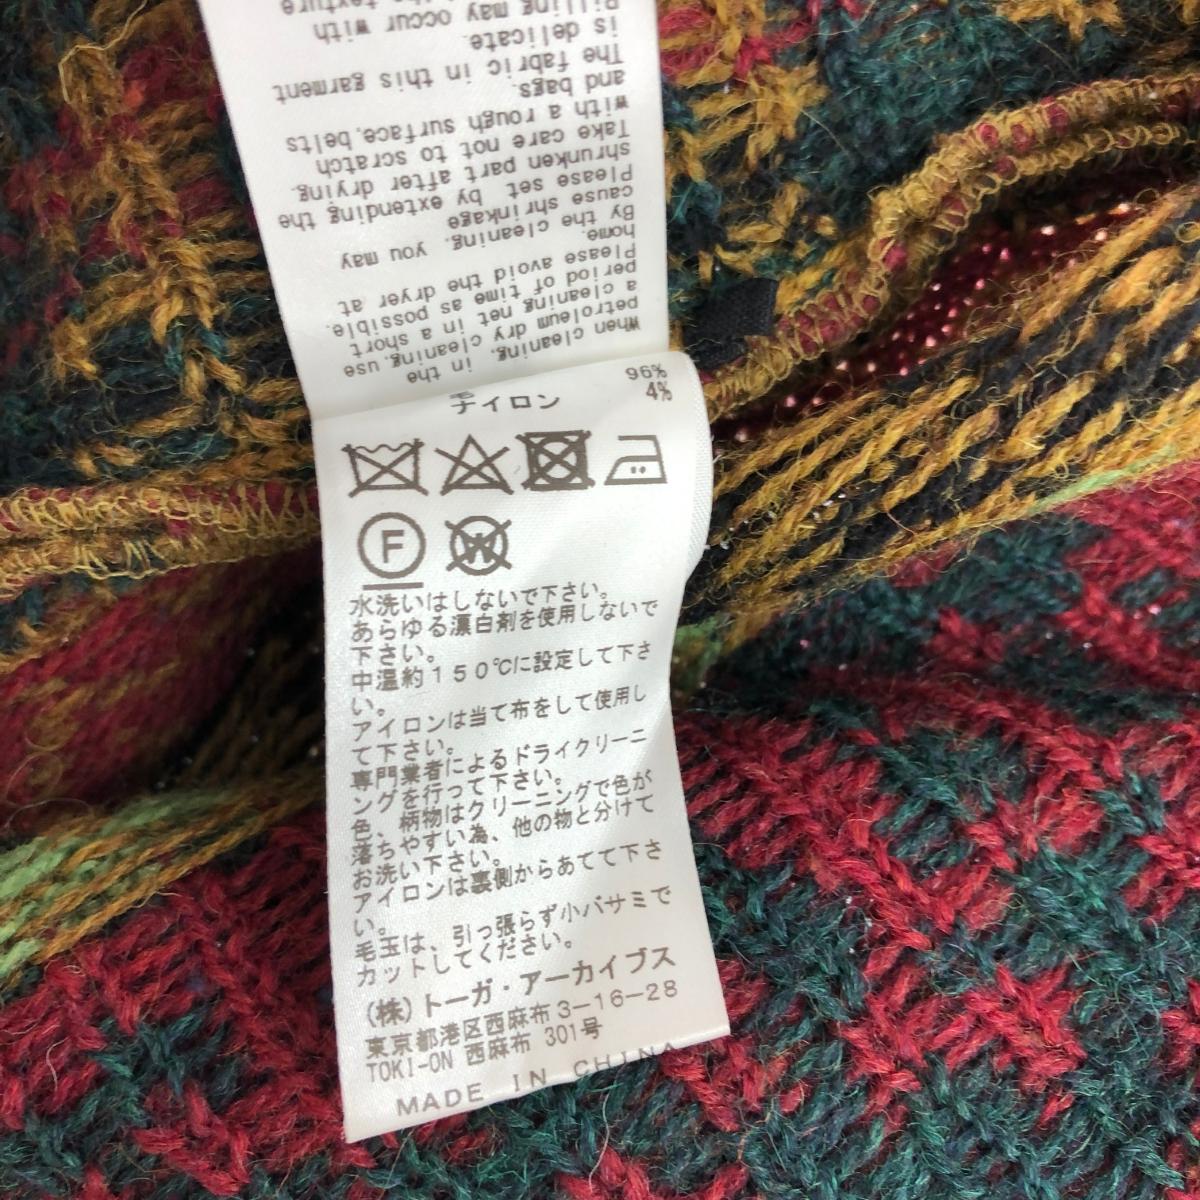 When cleaning, in the
petroleum dry cleaning. use
a cleaning net in a short
period of time as possible.
Please avoid the dryer at
home.
By the cleaning. you may
cause shrinkage
Please set by extending the
shrunken part after drying.
Take care not to scratch
with a rough surface.belts
and bags.
The fabric in this garment
is delicate.
Pilling may occur with
the texture
毛 96%
ナイロン 4%
F W
水洗いはしないで下さい。
あらゆる漂白剤を使用しないで
下さい。
中温約150℃に設定して下さ
い。
アイロンは当て布をして使用し
て下さい。
専門業者によるドライクリーニ
ングを行って下さい。
色、柄物はクリーニングで色が
落ちやすい為、他の物と分けて
お洗い下さい。
アイロンは裏側からあてて下さ
い。
毛玉は、引っ張らず小バサミで
カットしてください。
(株)トーガ・アーカイブス
東京都港区西麻布3-16-28
TOKI-ON 西麻布 301号
MADE IN CHINA